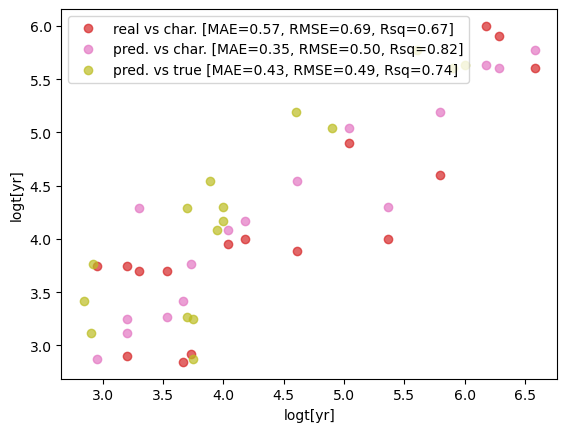 real vs char. [MAE=0.57, RMSE=0.69, Rsq=0.67]
pred. vs char. [MAE=0.35, RMSE=0.50, Rsq=0.82]
pred. vs true [MAE=0.43, RMSE=0.49, Rsq=0.74]
logt[yr]
6.0
5.5
5.0
4.5
4.0
3.5
3.0
3.0 3.5 4.0 4.5 5.0 5.5 6.0 6.5
logt[yr]